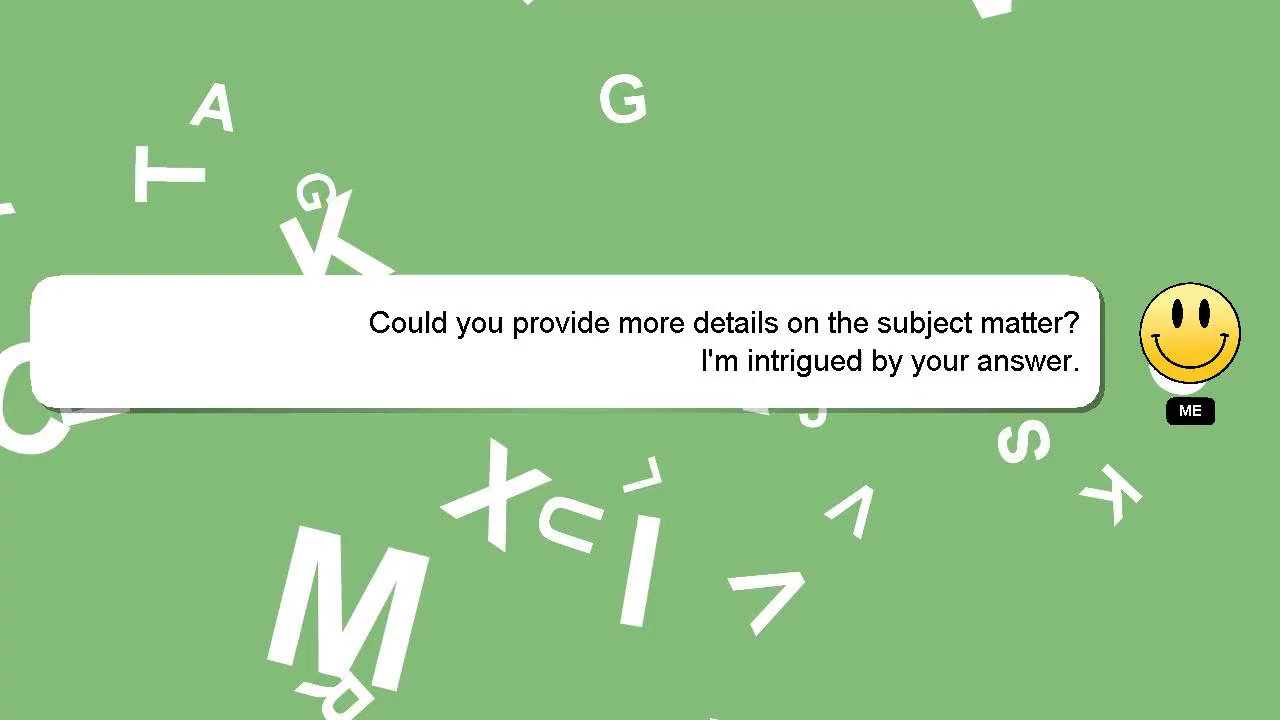 A
G
T
G
K
Could you provide more details on the subject matter?
I'm intrigued by your answer.
ME
C
J
S
X
L
K
U
V
I
V
M
R